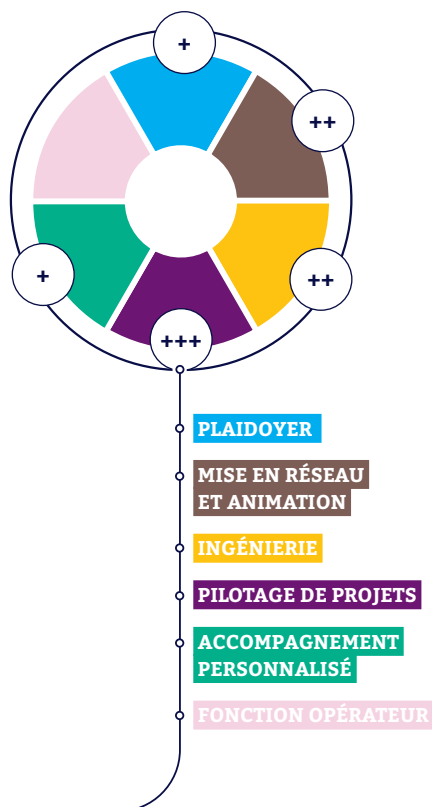 +
++
+
++
+++
PLAIDOYER
MISE EN RÉSEAU
ET ANIMATION
INGÉNIERIE
PILOTAGE DE PROJETS
ACCOMPAGNEMENT
PERSONNALISÉ
FONCTION OPÉRATEUR